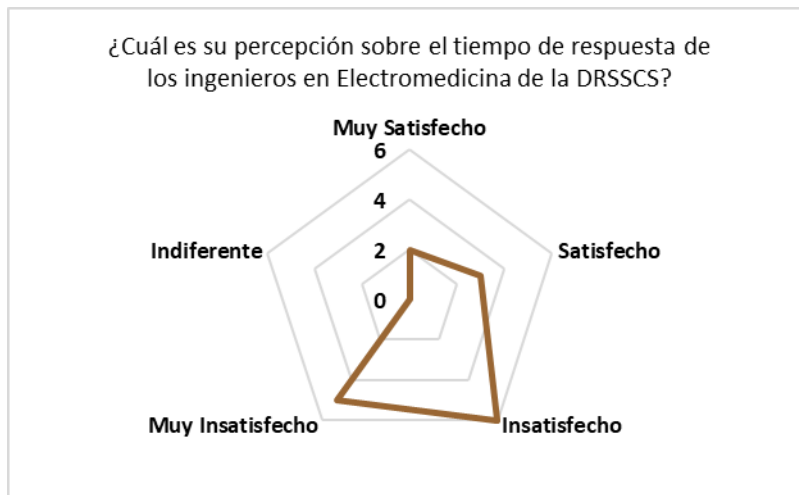 ¿Cuál es su percepción sobre el tiempo de respuesta de
los ingenieros en Electromedicina de la DRSSCS?
Muy Satisfecho
6
4
Indiferente
2
Satisfecho
0
Muy Insatisfecho
Insatisfecho